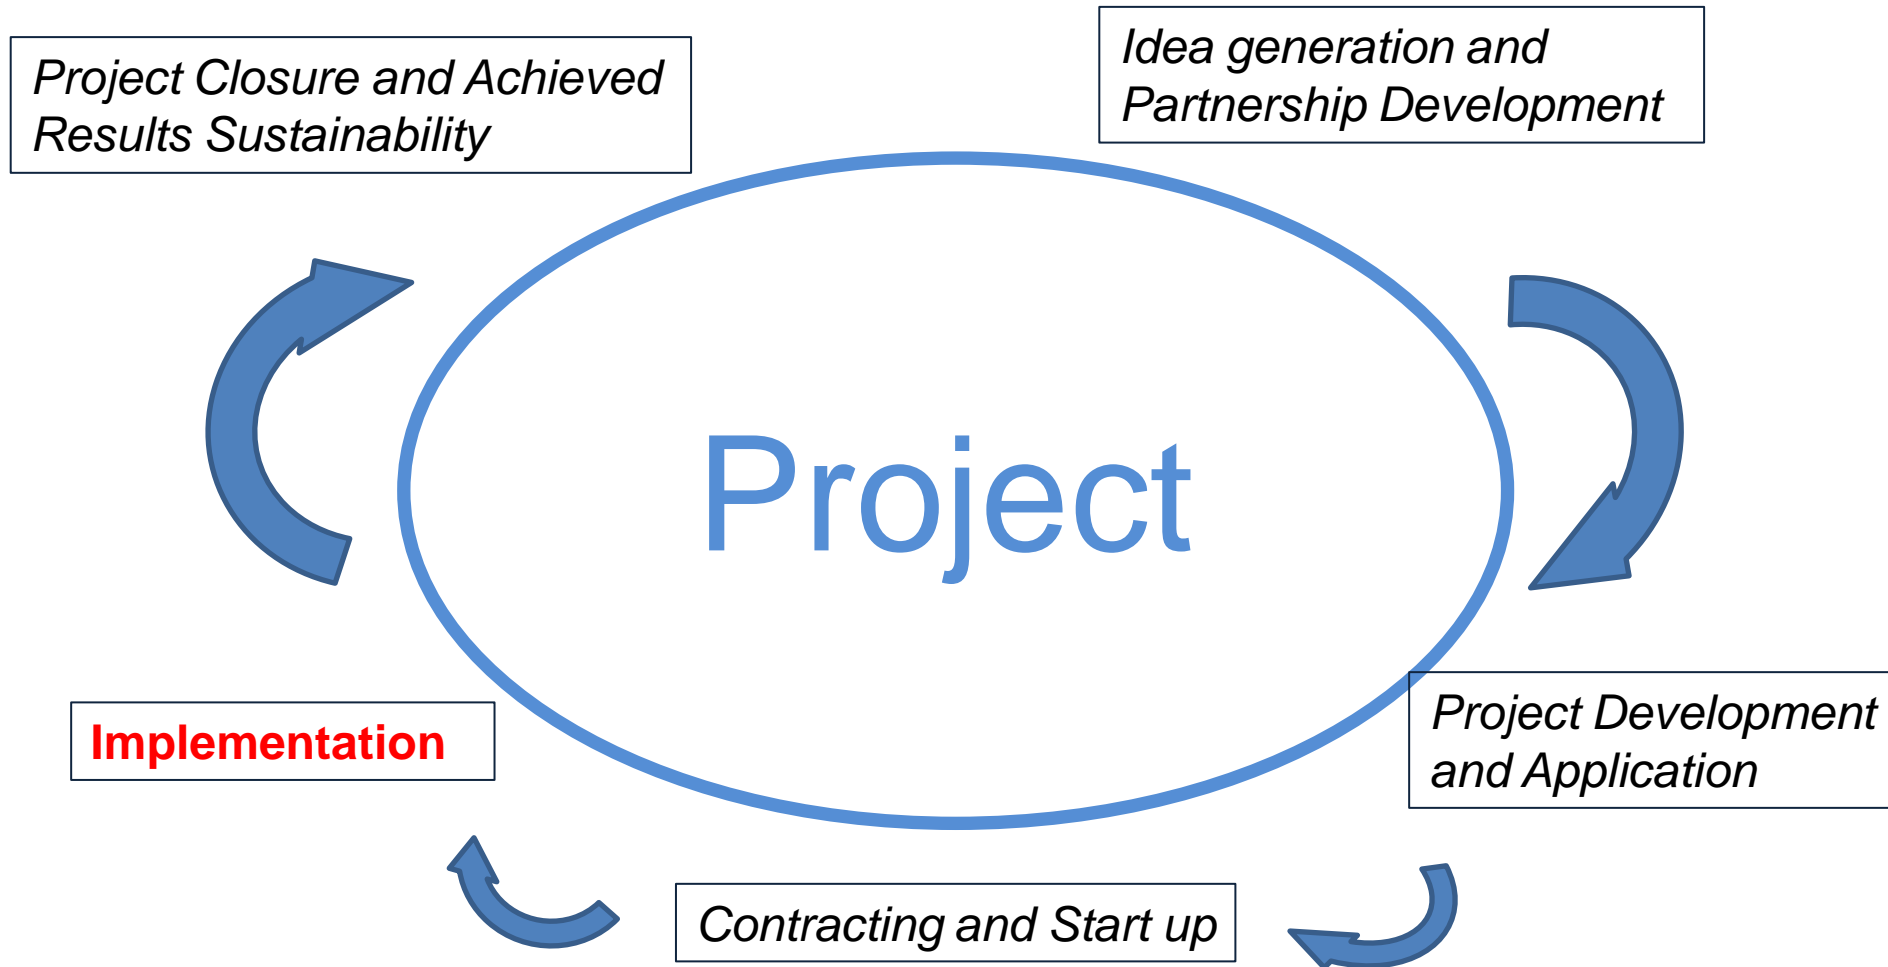 Project Closure and Achieved
Results Sustainability
Idea generation and
Partnership Development
Project
Implementation
Project Development
and Application
Contracting and Start up